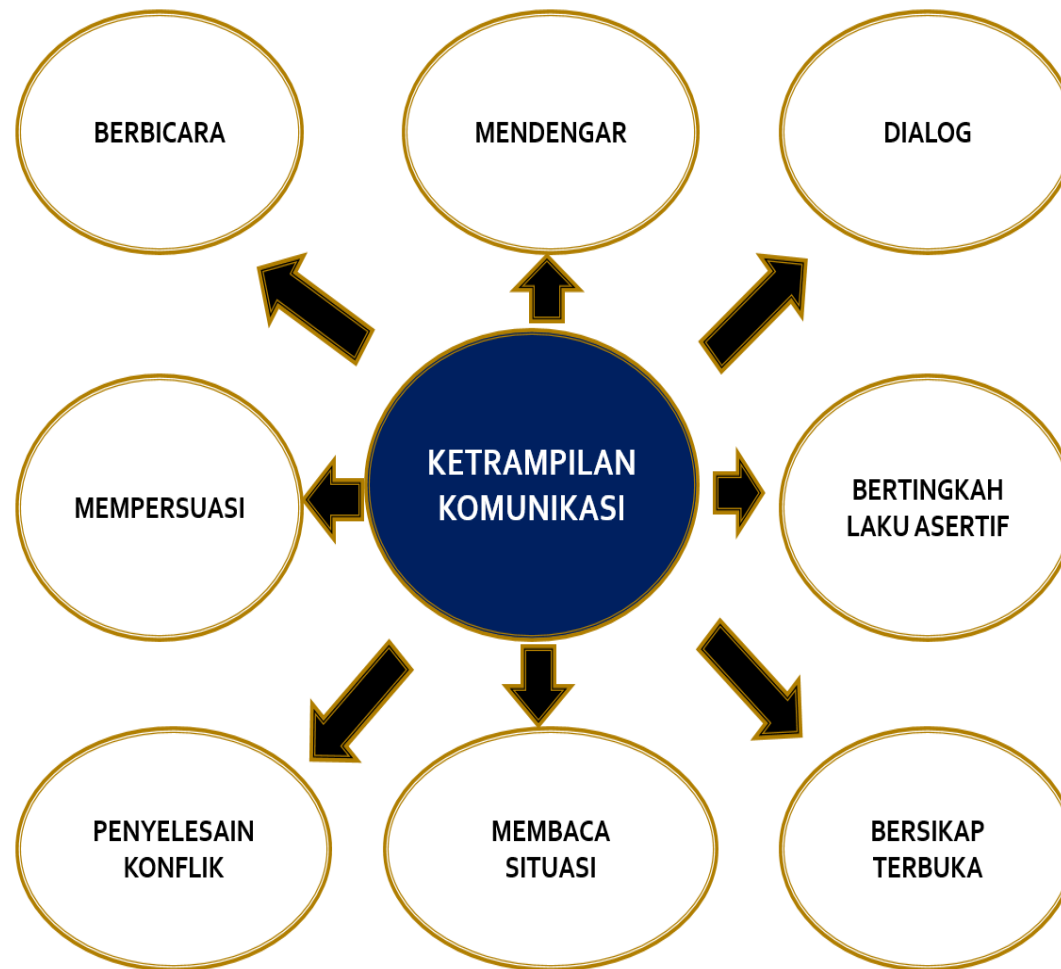 BERBICARA
MENDENGAR
DIALOG
MEMPERSUASI
KETRAMPILAN
KOMUNIKASI
BERTINGKAH
LAKU ASERTIF
PENYELESAIN
KONFLIK
MEMBACA
SITUASI
BERSIKAP
TERBUKA